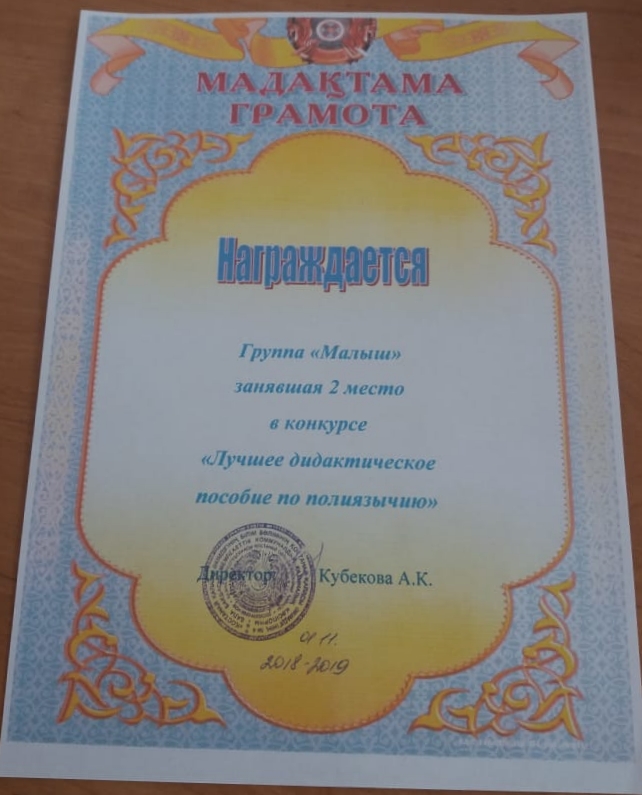 МАДАҚТАМА
ГРАМОТА
Награждается
Группа «Малыш»
занявшая 2 место
в конкурсе
«Лучшее дидактическое
пособие по полиязычию»
Директор: Кубекова А.К.
01 11.
2018-2019